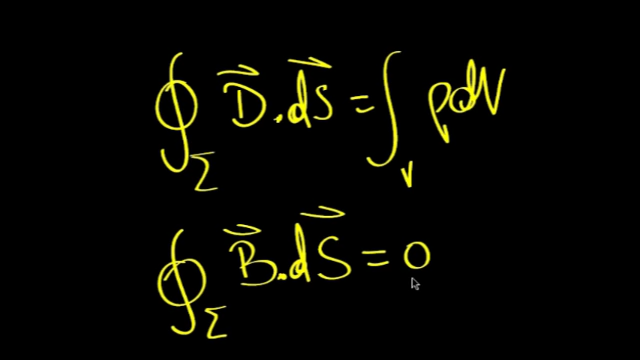 ∮_Σ D⃗ . dS⃗ = ∫_V ρdV
∮_Σ B⃗ . dS⃗ = 0